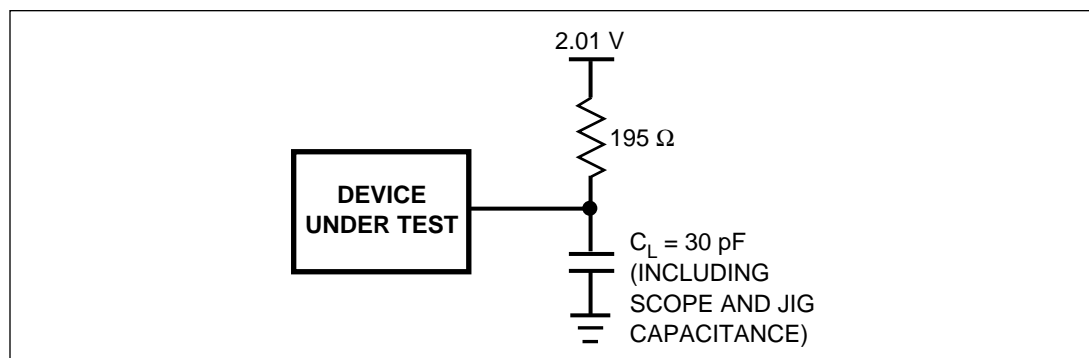 2.01 V
195 Ω
DEVICE
UNDER TEST
C_L = 30 pF
(INCLUDING
SCOPE AND JIG
CAPACITANCE)